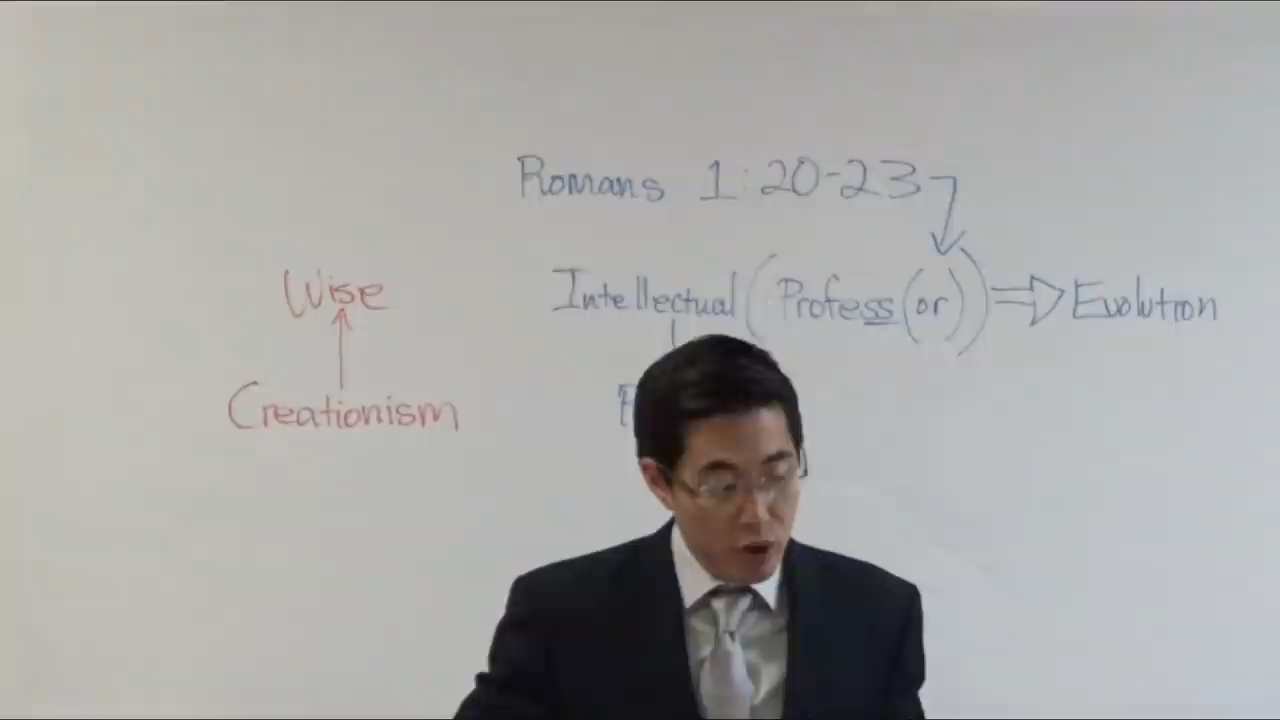 Romans 1:20-23
Wise
Intellectual (Profess(or)) ⇒ Evolution
Creationism